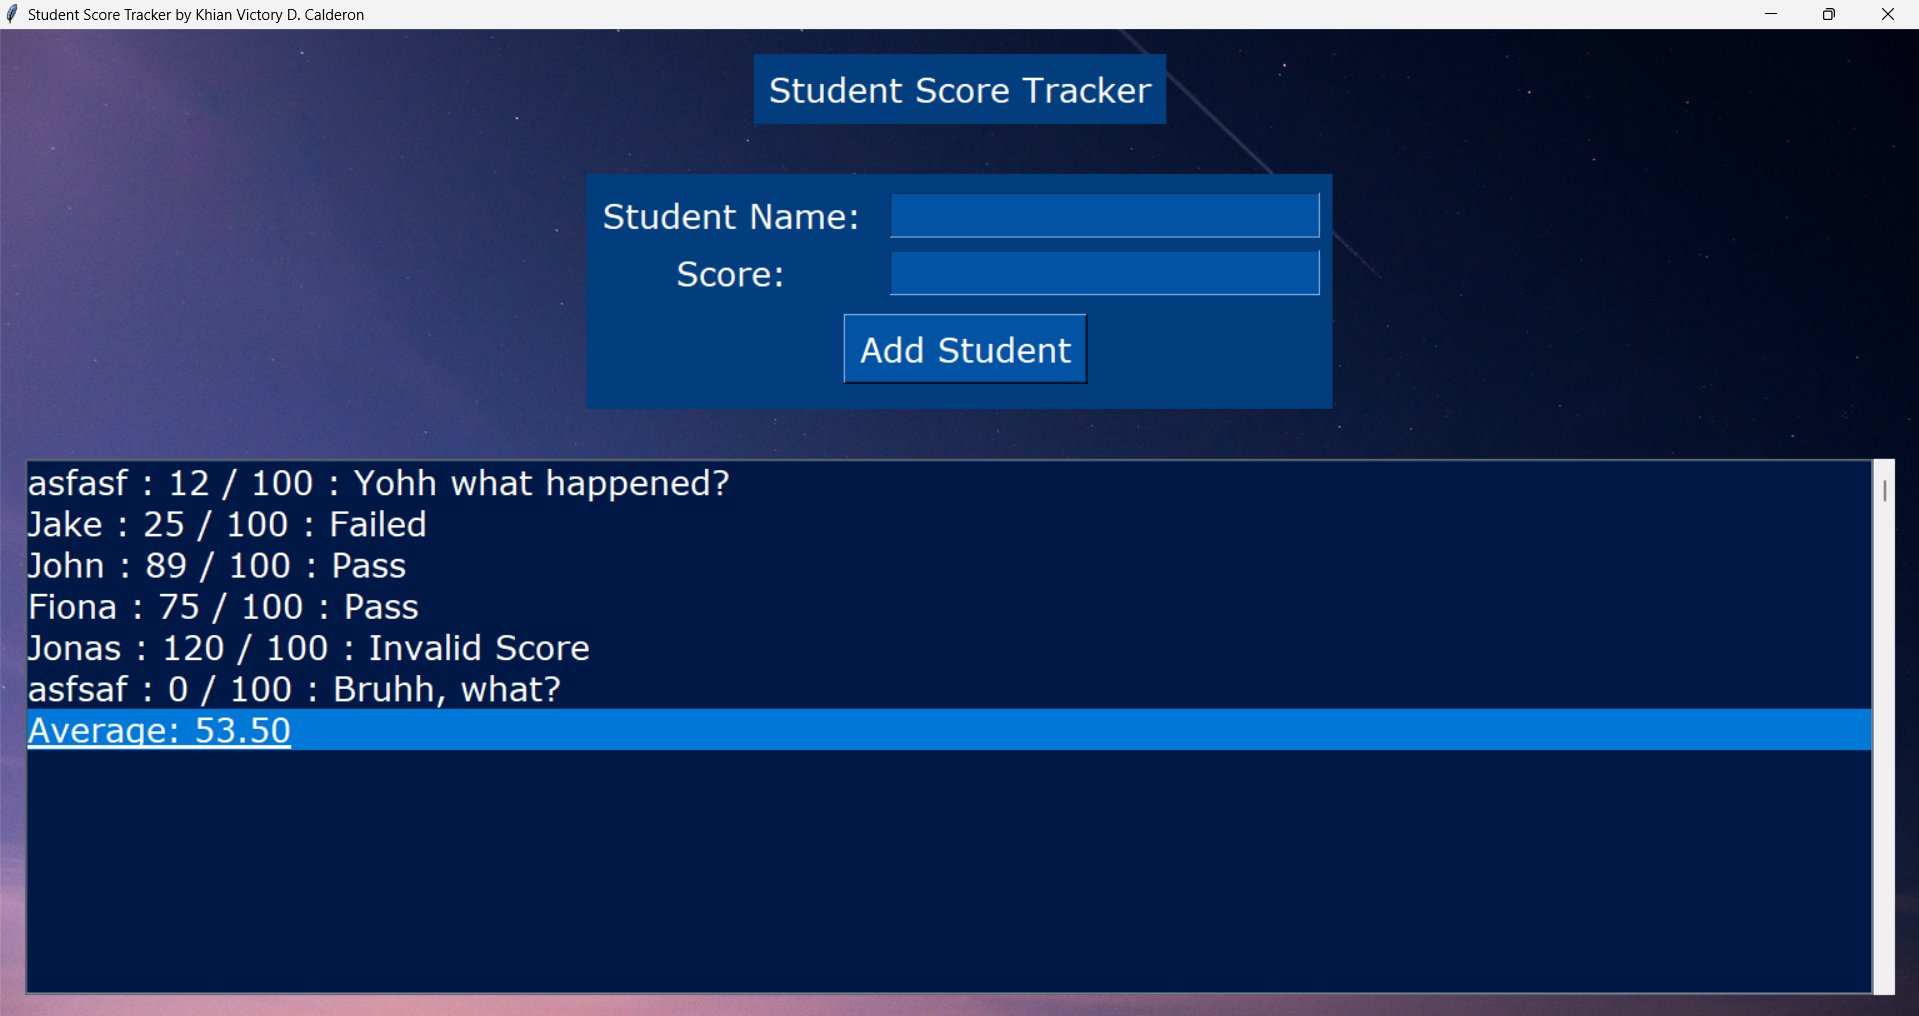 Student Score Tracker by Khian Victory D. Calderon
Student Score Tracker
Student Name:
Score:
Add Student
asfasf : 12 / 100 : Yohh what happened?
Jake : 25 / 100 : Failed
John : 89 / 100 : Pass
Fiona : 75 / 100 : Pass
Jonas : 120 / 100 : Invalid Score
asfsaf : 0 / 100 : Bruhh, what?
Average: 53.50